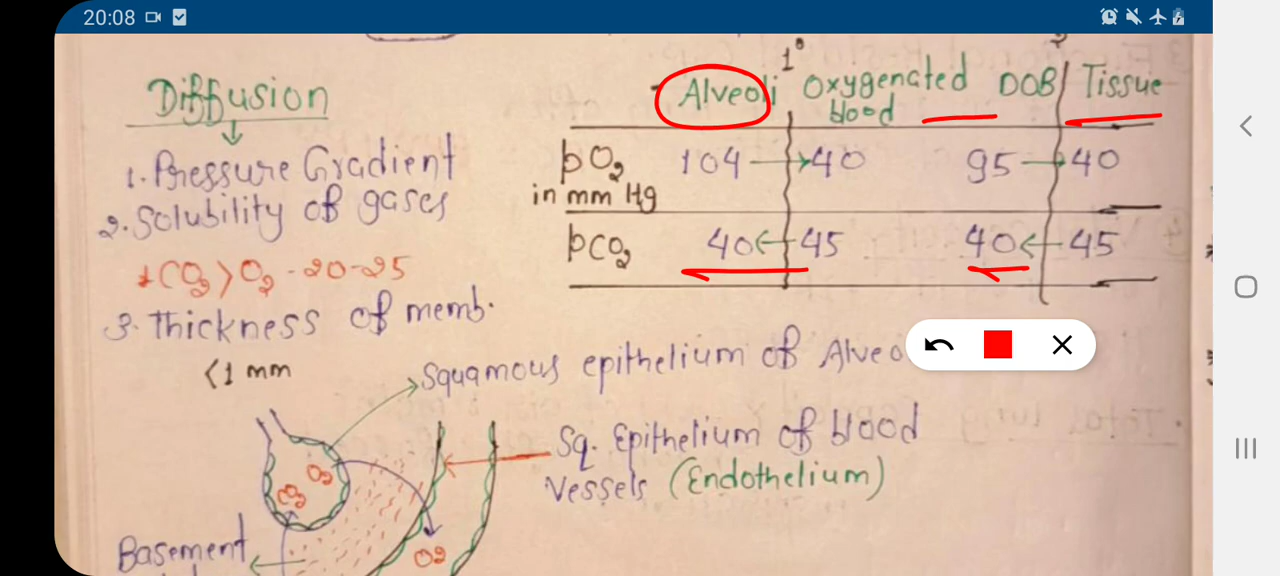 20:08
Diffusion
1. Pressure Gradient
2. Solubility of gases
*CO2 > O2 - 20-25
3. Thickness of memb.
<1 mm
Alveoli 1° Oxygenated blood DOB/ Tissue
pO2 in mm Hg 104 → 40 95 → 40
pCO2 40 ← 45 40 ← 45
Squamous epithelium of Alveo
Sq. Epithelium of blood
Vessels (Endothelium)
O2
CO2
O2
Basement